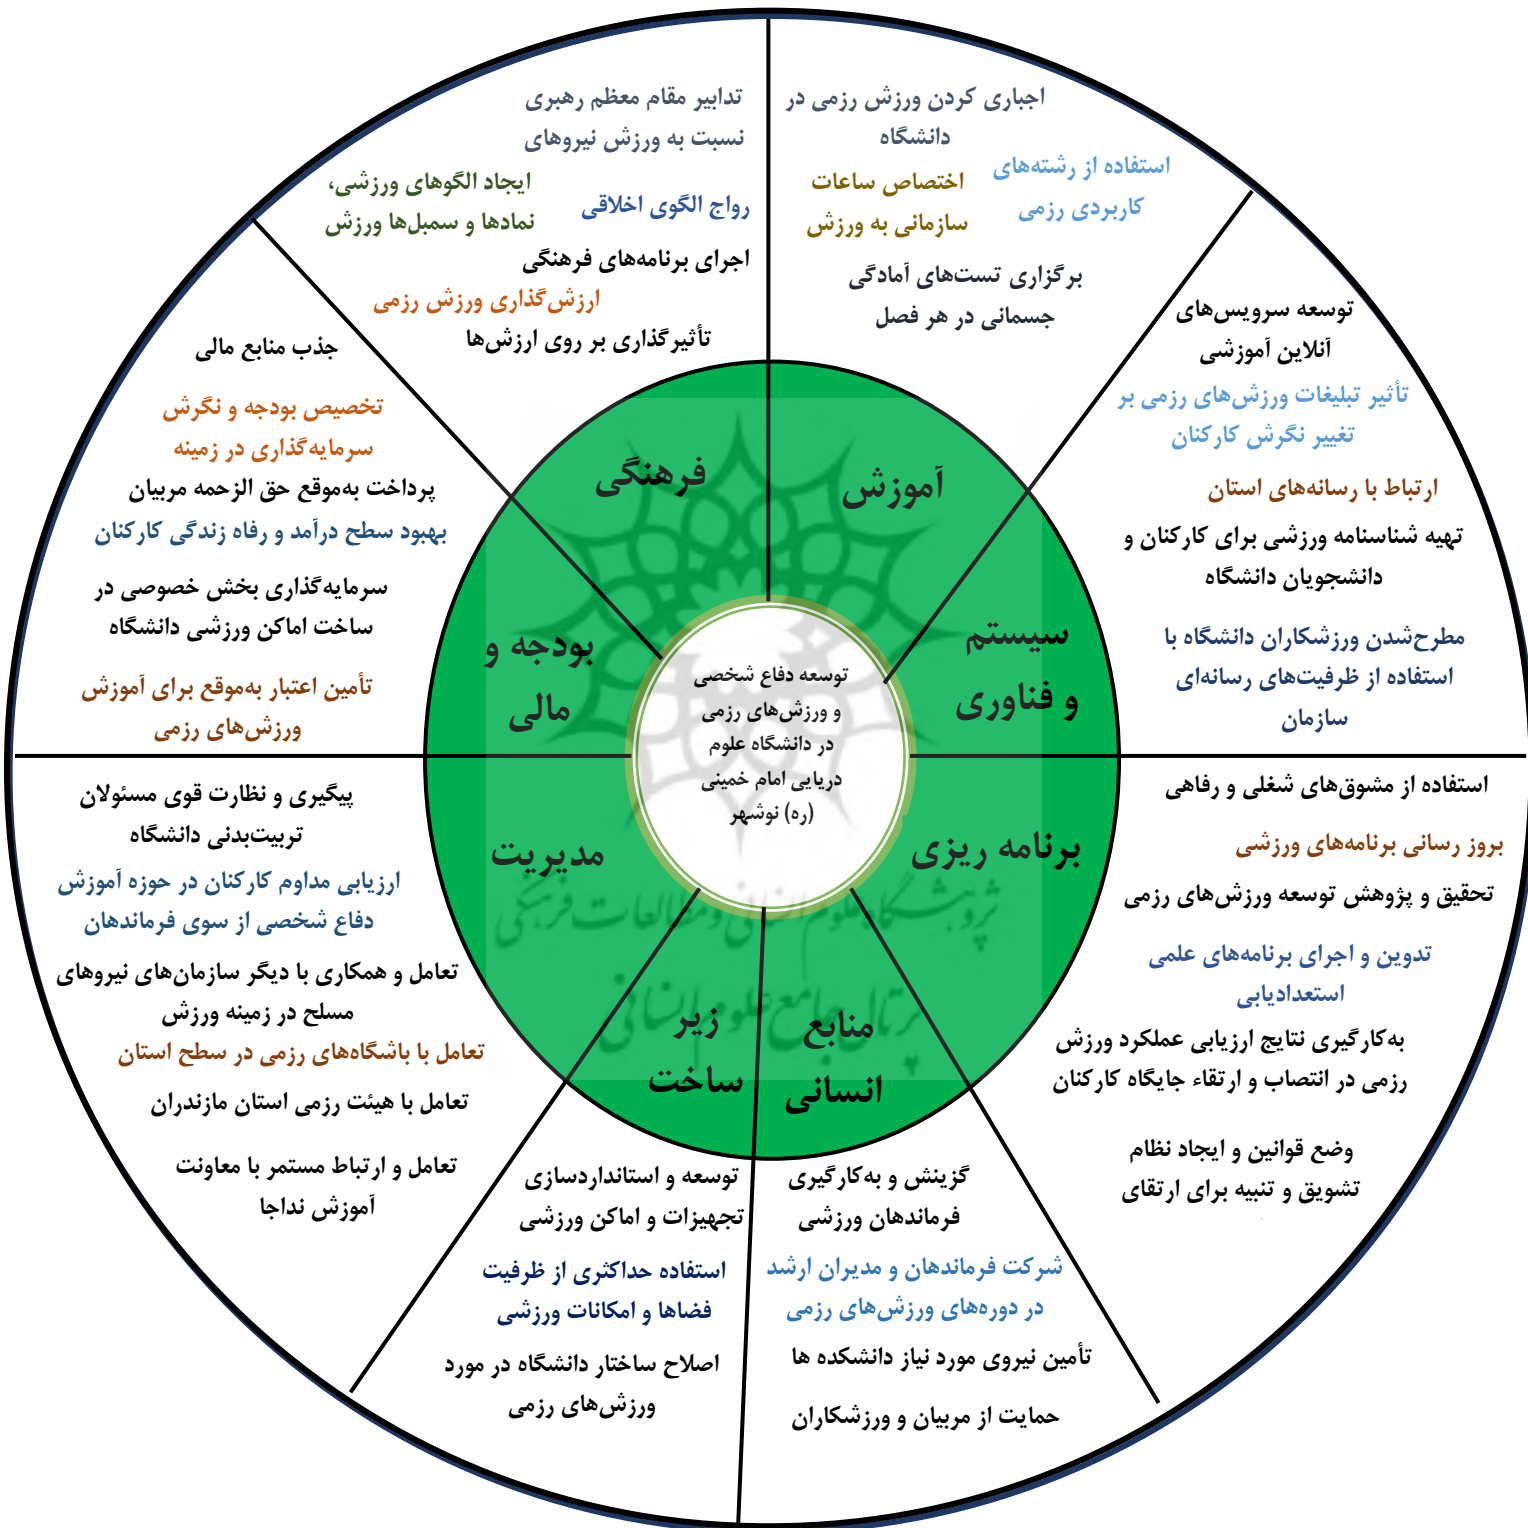 توسعه دفاع شخصی
و ورزش‌های رزمی
در دانشگاه علوم
دریایی امام خمینی
(ره) نوشهر
آموزش
اجباری کردن ورزش رزمی در
دانشگاه
استفاده از رشته‌های
کاربردی رزمی
اختصاص ساعات
سازمانی به ورزش
برگزاری تست‌های آمادگی
جسمانی در هر فصل
سیستم
و فناوری
توسعه سرویس‌های
آنلاین آموزشی
تأثیر تبلیغات ورزش‌های رزمی بر
تغییر نگرش کارکنان
ارتباط با رسانه‌های استان
تهیه شناسنامه ورزشی برای کارکنان و
دانشجویان دانشگاه
مطرح‌شدن ورزشکاران دانشگاه با
استفاده از ظرفیت‌های رسانه‌ای
سازمان
برنامه ریزی
استفاده از مشوق‌های شغلی و رفاهی
بروز رسانی برنامه‌های ورزشی
تحقیق و پژوهش توسعه ورزش‌های رزمی
تدوین و اجرای برنامه‌های علمی
استعدادیابی
به‌کارگیری نتایج ارزیابی عملکرد ورزش
رزمی در انتصاب و ارتقاء جایگاه کارکنان
وضع قوانین و ایجاد نظام
تشویق و تنبیه برای ارتقای
منابع
انسانی
گزینش و به‌کارگیری
فرماندهان ورزشی
شرکت فرماندهان و مدیران ارشد
در دوره‌های ورزش‌های رزمی
تأمین نیروی مورد نیاز دانشکده ها
حمایت از مربیان و ورزشکاران
زیر
ساخت
توسعه و استانداردسازی
تجهیزات و اماکن ورزشی
استفاده حداکثری از ظرفیت
فضاها و امکانات ورزشی
اصلاح ساختار دانشگاه در مورد
ورزش‌های رزمی
مدیریت
پیگیری و نظارت قوی مسئولان
تربیت‌بدنی دانشگاه
ارزیابی مداوم کارکنان در حوزه آموزش
دفاع شخصی از سوی فرماندهان
تعامل و همکاری با دیگر سازمان‌های نیروهای
مسلح در زمینه ورزش
تعامل با باشگاه‌های رزمی در سطح استان
تعامل با هیئت رزمی استان مازندران
تعامل و ارتباط مستمر با معاونت
آموزش نداجا
بودجه و
مالی
جذب منابع مالی
تخصیص بودجه و نگرش
سرمایه‌گذاری در زمینه
پرداخت به‌موقع حق الزحمه مربیان
بهبود سطح درآمد و رفاه زندگی کارکنان
سرمایه‌گذاری بخش خصوصی در
ساخت اماکن ورزشی دانشگاه
تأمین اعتبار به‌موقع برای آموزش
ورزش‌های رزمی
فرهنگی
تدابیر مقام معظم رهبری
نسبت به ورزش نیروهای
رواج الگوی اخلاقی
ایجاد الگوهای ورزشی،
نمادها و سمبل‌ها ورزش
اجرای برنامه‌های فرهنگی
ارزش‌گذاری ورزش رزمی
تأثیرگذاری بر روی ارزش‌ها
پژوهشگاه علوم انسانی و مطالعات فرهنگی
پرتال جامع علوم انسانی